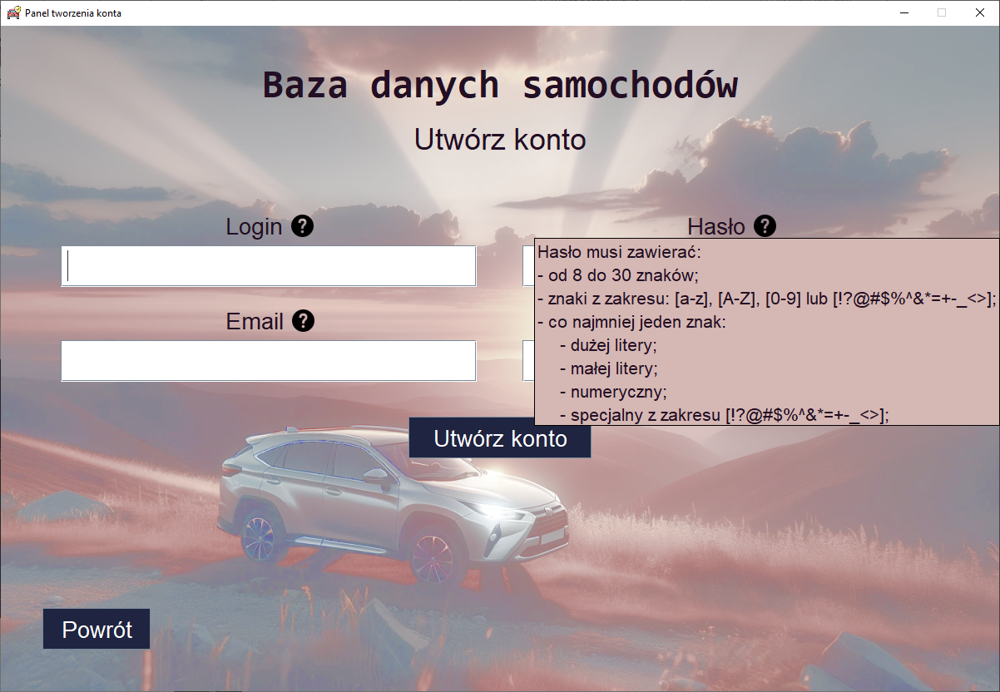 Panel tworzenia konta
Baza danych samochodów
Utwórz konto
Login ?
Hasło ?
Hasło musi zawierać:
- od 8 do 30 znaków;
- znaki z zakresu: [a-z], [A-Z], [0-9] lub [!?@#$%^&*=+-_<>];
- co najmniej jeden znak:
- dużej litery;
- małej litery;
- numeryczny;
- specjalny z zakresu [!?@#$%^&*=+-_<>];
Email ?
Utwórz konto
Powrót